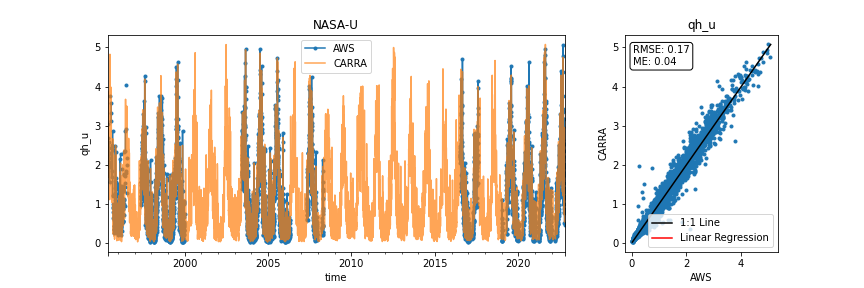 NASA-U
qh_u
5
4
3
2
1
0
AWS
CARRA
qh_u
2000
2005
2010
2015
2020
time
5
4
3
2
1
0
RMSE: 0.17
ME: 0.04
CARRA
1:1 Line
Linear Regression
0
2
4
AWS